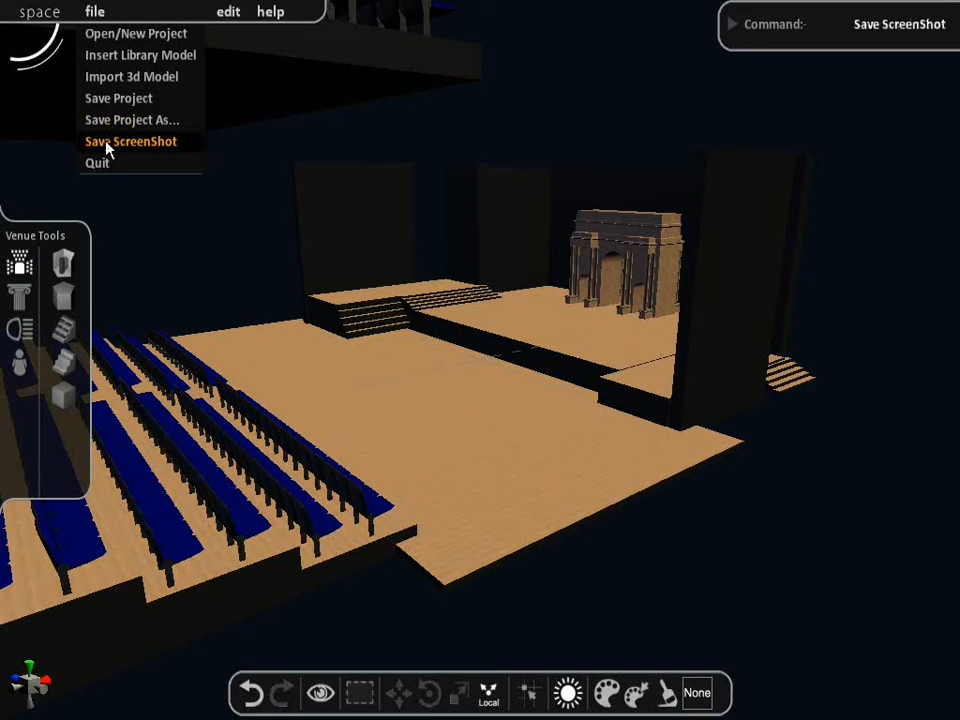 space file edit help
Open/New Project
Insert Library Model
Import 3d Model
Save Project
Save Project As...
Save ScreenShot
Quit
Command:- Save ScreenShot
Venue Tools
Local
None